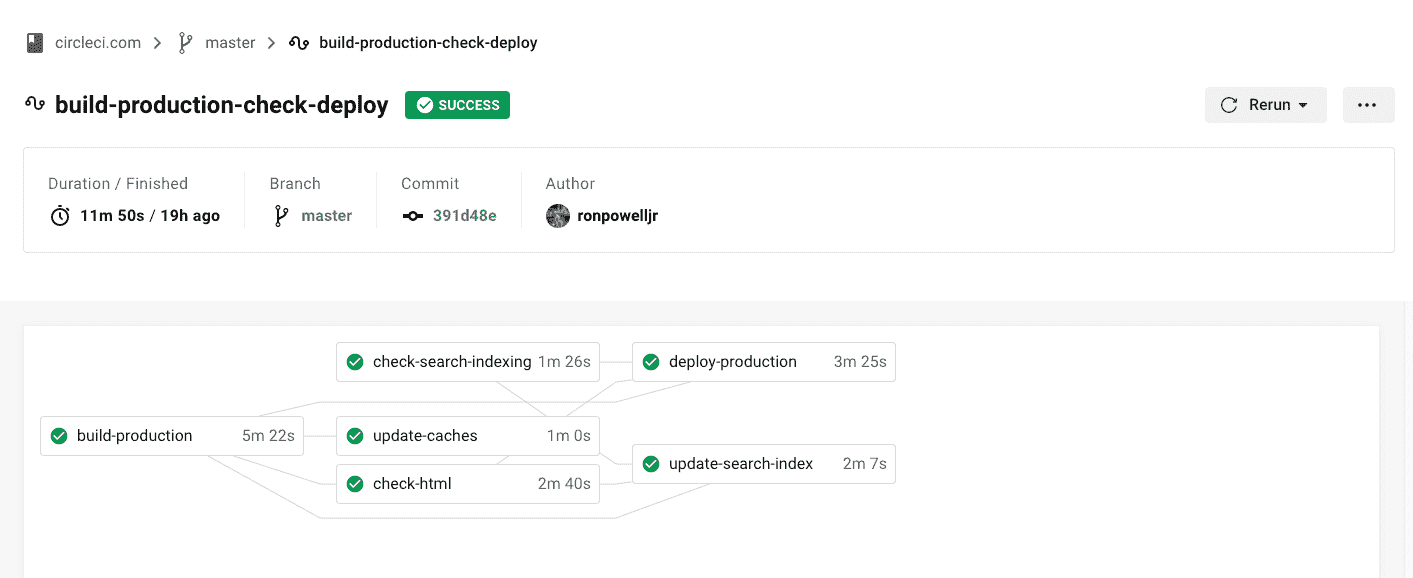 circleci.com > master > build-production-check-deploy
build-production-check-deploy SUCCESS
Rerun
Duration / Finished Branch Commit Author
11m 50s / 19h ago master 391d48e ronpowelljr
check-search-indexing 1m 26s deploy-production 3m 25s
build-production 5m 22s update-caches 1m 0s
update-search-index 2m 7s
check-html 2m 40s